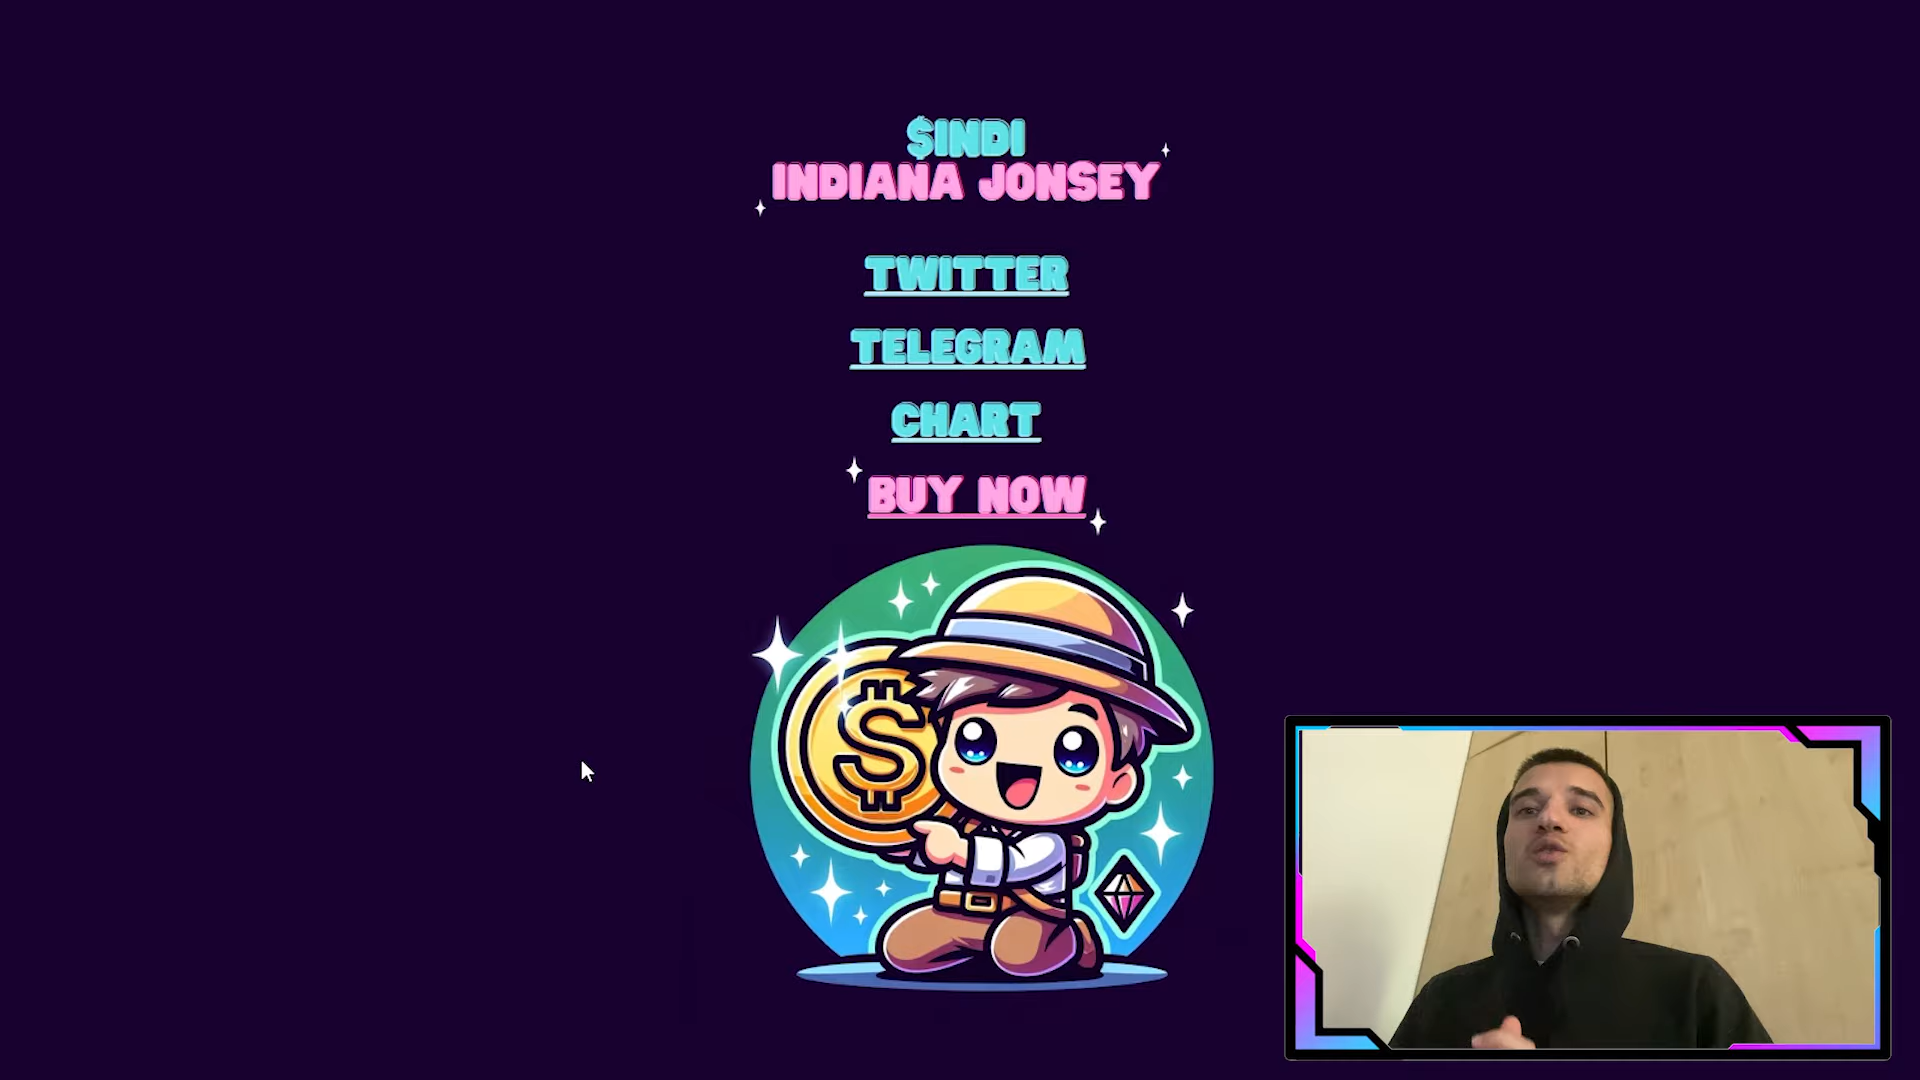 $INDI
INDIANA JONSEY
TWITTER
TELEGRAM
CHART
BUY NOW
$